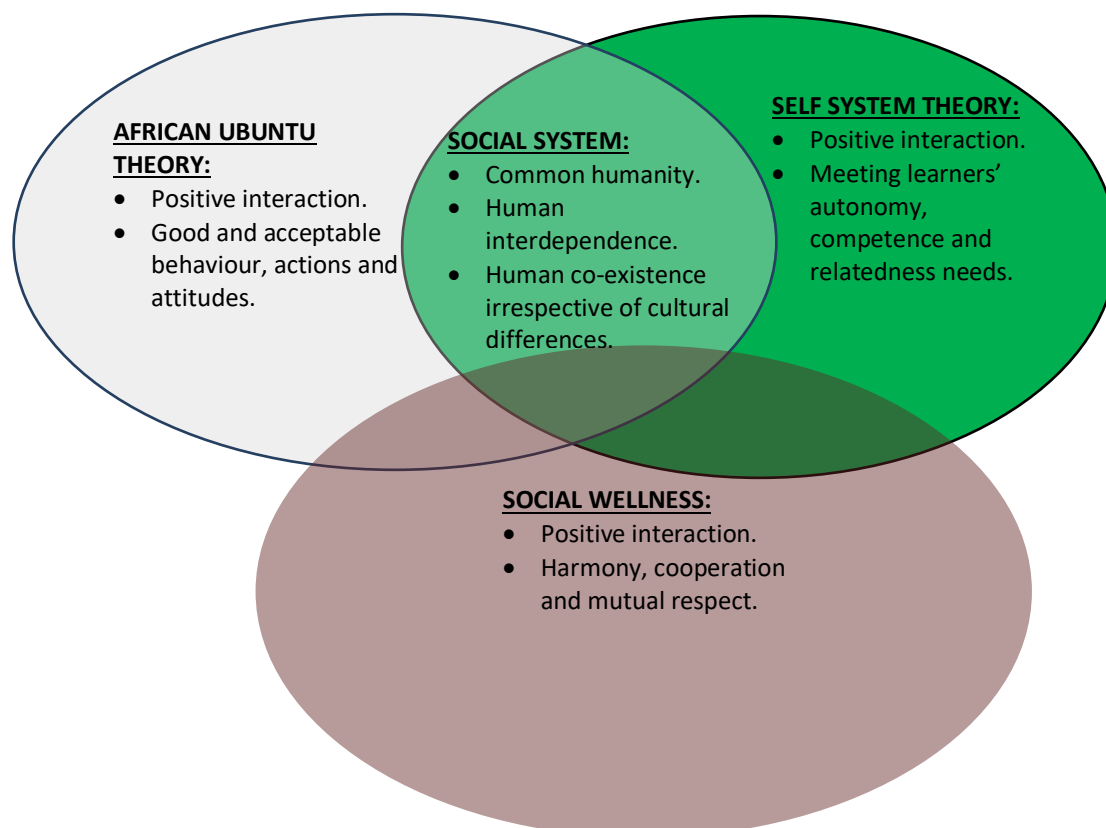 AFRICAN UBUNTU
THEORY:
• Positive interaction.
• Good and acceptable
behaviour, actions and
attitudes.
SOCIAL SYSTEM:
• Common humanity.
• Human
interdependence.
• Human co-existence
irrespective of cultural
differences.
SELF SYSTEM THEORY:
• Positive interaction.
• Meeting learners’
autonomy,
competence and
relatedness needs.
SOCIAL WELLNESS:
• Positive interaction.
• Harmony, cooperation
and mutual respect.